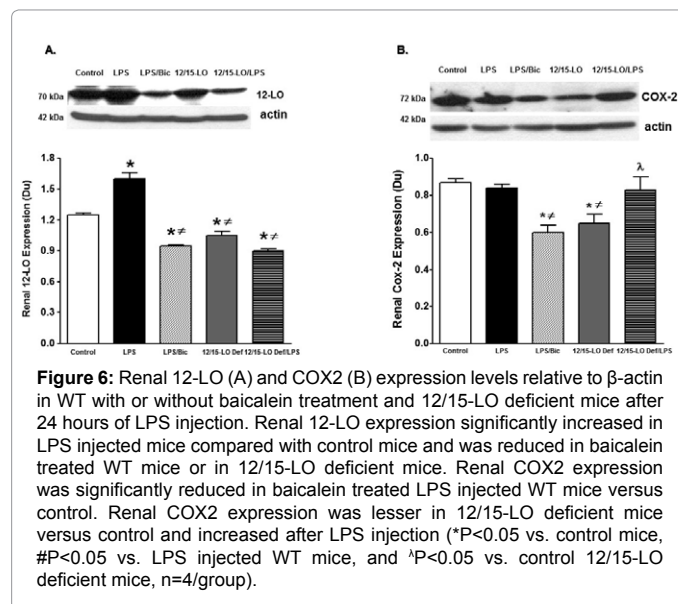 A.
Control LPS LPS/Bic 12/15-LO 12/15-LO/LPS
70 kDa 12-LO
42 kDa actin
Renal 12-LO Expression (Du)
1.8
1.5
1.2
0.9
0.6
0.3
0.0
*
*≠
*≠
*≠
Control LPS LPS/Bic 12/15-LO Def 12/15-LO Def/LPS
B.
Control LPS LPS/Bic 12/15-LO 12/15-LO/LPS
72 kDa COX-2
42 kDa actin
Renal Cox-2 Expression (Du)
1.0
0.8
0.6
0.4
0.2
0.0
*≠
*≠
λ
Control LPS LPS/Bic 12/15-LO Def 12/15-LO Def/LPS
Figure 6: Renal 12-LO (A) and COX2 (B) expression levels relative to β-actin
in WT with or without baicalein treatment and 12/15-LO deficient mice after
24 hours of LPS injection. Renal 12-LO expression significantly increased in
LPS injected mice compared with control mice and was reduced in baicalein
treated WT mice or in 12/15-LO deficient mice. Renal COX2 expression
was significantly reduced in baicalein treated LPS injected WT mice versus
control. Renal COX2 expression was lesser in 12/15-LO deficient mice
versus control and increased after LPS injection (*P<0.05 vs. control mice,
#P<0.05 vs. LPS injected WT mice, and λP<0.05 vs. control 12/15-LO
deficient mice, n=4/group).